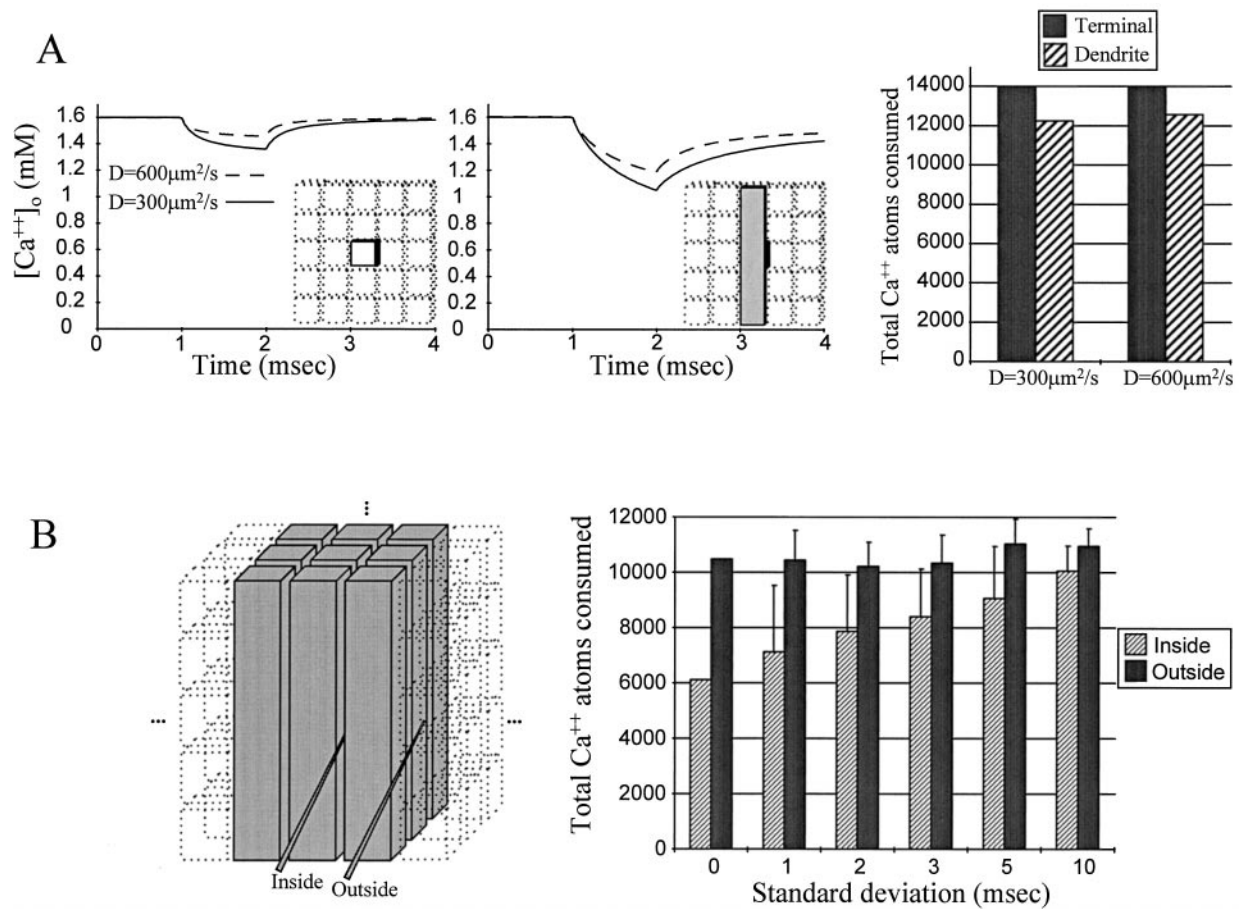 A
[Ca⁺⁺]ₒ (mM)
1.6
1.4
1.2
1
0.8
0.6
0.4
0.2
0
D=600μm²/s
D=300μm²/s
0
1
2
3
4
Time (msec)
1.6
1.4
1.2
1
0.8
0.6
0.4
0.2
0
0
1
2
3
4
Time (msec)
Terminal
Dendrite
Total Ca⁺⁺ atoms consumed
14000
12000
10000
8000
6000
4000
14000
12000
0
D=300μm²/s
D=600μm²/s
B
Inside
Outside
Total Ca⁺⁺ atoms consumed
12000
10000
8000
6000
4000
2000
0
0
1
2
3
5
10
Standard deviation (msec)
Inside
Outside